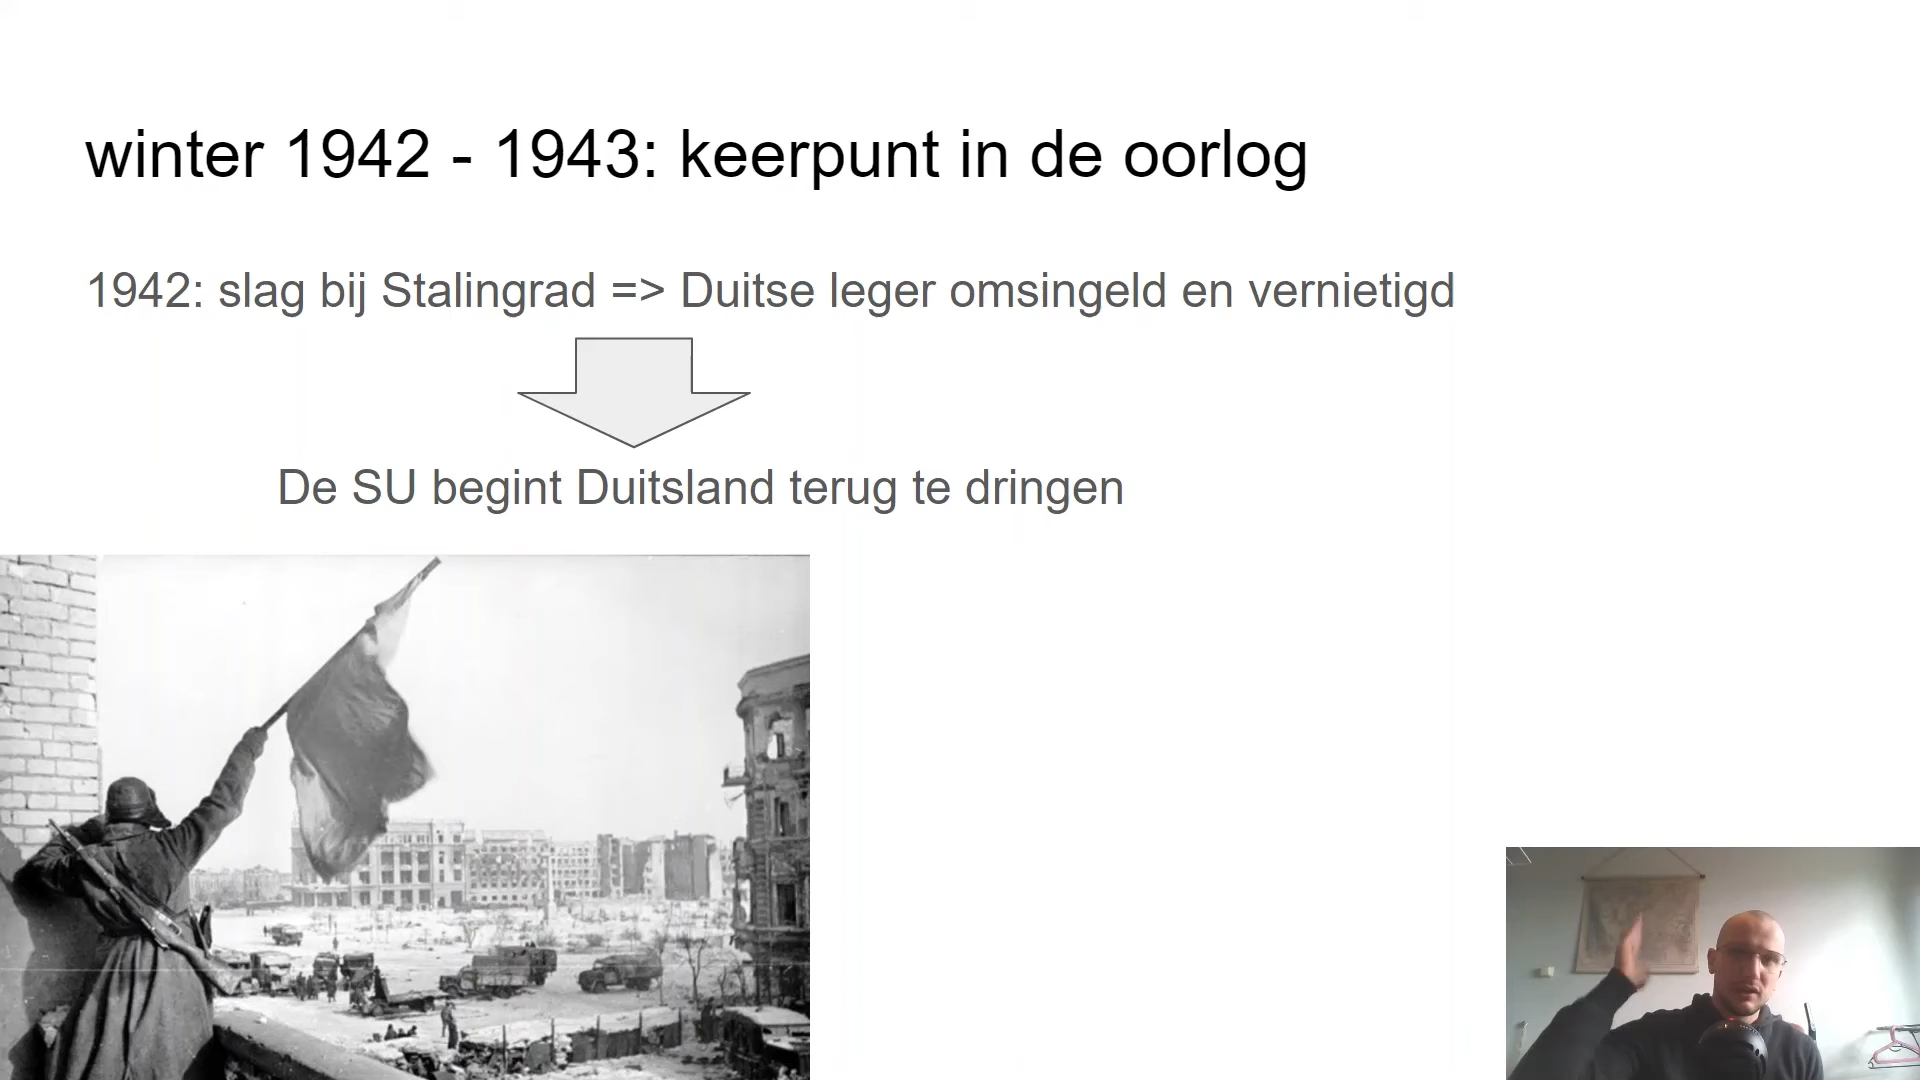 winter 1942 - 1943: keerpunt in de oorlog
1942: slag bij Stalingrad => Duitse leger omsingeld en vernietigd
De SU begint Duitsland terug te dringen